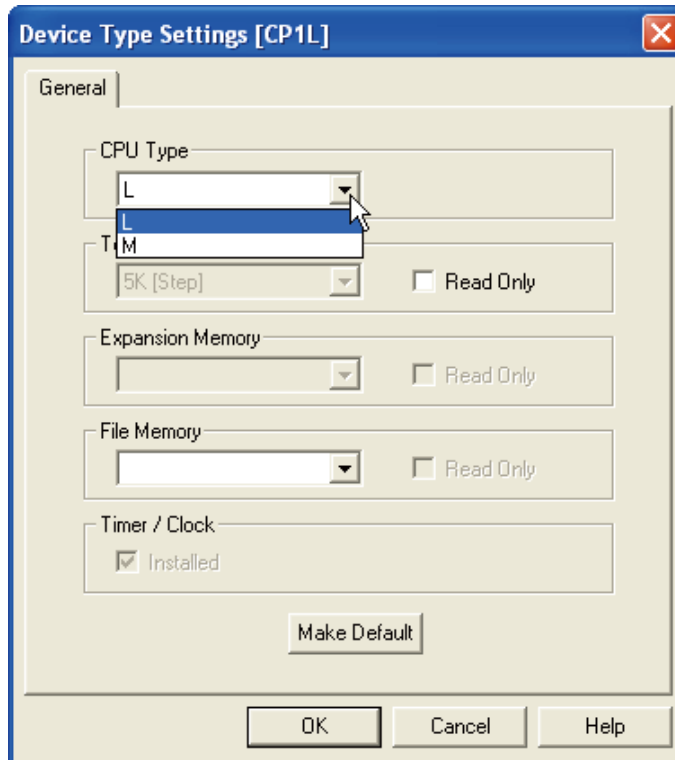 Device Type Settings [CP1L]
General
CPU Type
L
L
M
5K [Step]
Read Only
Expansion Memory
Read Only
File Memory
Read Only
Timer / Clock
Installed
Make Default
OK Cancel Help